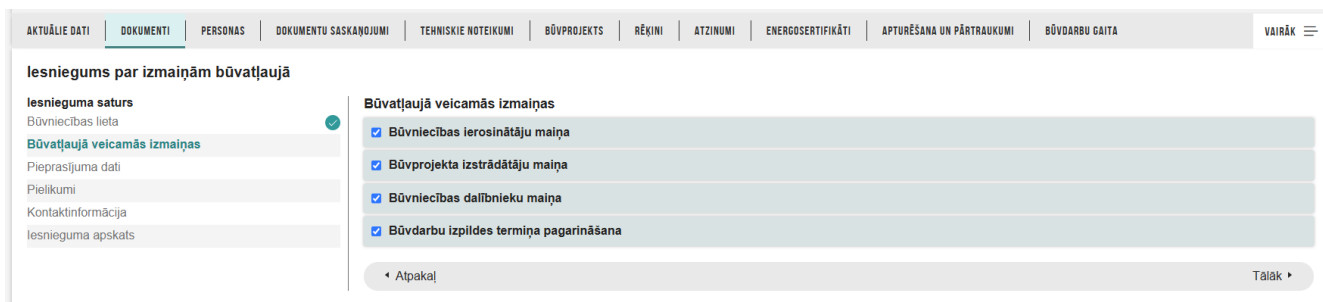 AKTUĀLIE DATI DOKUMENTI PERSONAS DOKUMENTU SASKAŅOJUMI TEHNISKIE NOTEIKUMI BŪVPROJEKTS RĒĶINI ATZINUMI ENERGOSERTIFIKĀTI APTURĒŠANA UN PĀRTRAUKUMI BŪVDARBU GAITA VAIRĀK
Iesniegums par izmaiņām būvatļaujā
Iesnieguma saturs
Būvniecības lieta
Būvatļaujā veicamās izmaiņas
Pieprasījuma dati
Pielikumi
Kontaktinformācija
Iesnieguma apskats
Būvatļaujā veicamās izmaiņas
Būvniecības ierosinātāju maiņa
Būvprojekta izstrādātāju maiņa
Būvniecības dalībnieku maiņa
Būvdarbu izpildes termiņa pagarināšana
Atpakaļ Tālāk